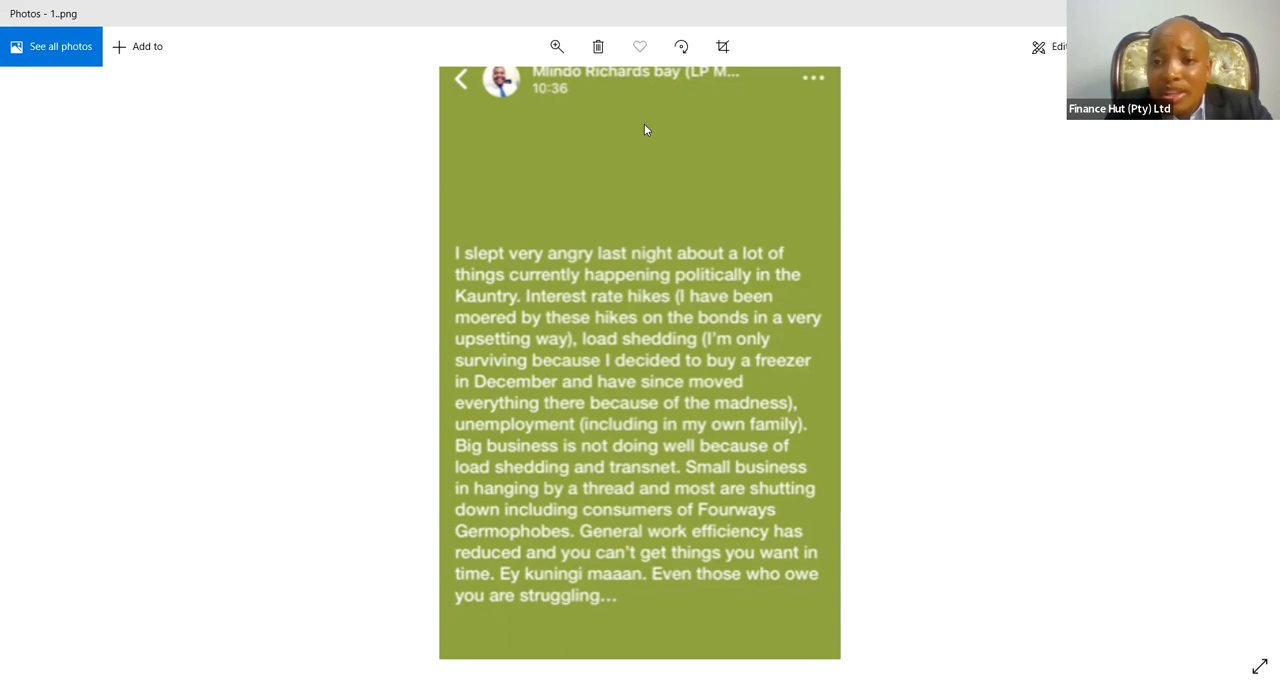 Photos - 1..png
See all photos
Add to
Finance Hut (Pty) Ltd
Mlindo Richards bay (LP M...
10:36
I slept very angry last night about a lot of
things currently happening politically in the
Kauntry. Interest rate hikes (I have been
moered by these hikes on the bonds in a very
upsetting way), load shedding (I'm only
surviving because I decided to buy a freezer
in December and have since moved
everything there because of the madness),
unemployment (including in my own family).
Big business is not doing well because of
load shedding and transnet. Small business
in hanging by a thread and most are shutting
down including consumers of Fourways
Germophobes. General work efficiency has
reduced and you can't get things you want in
time. Ey kuningi maaan. Even those who owe
you are struggling...